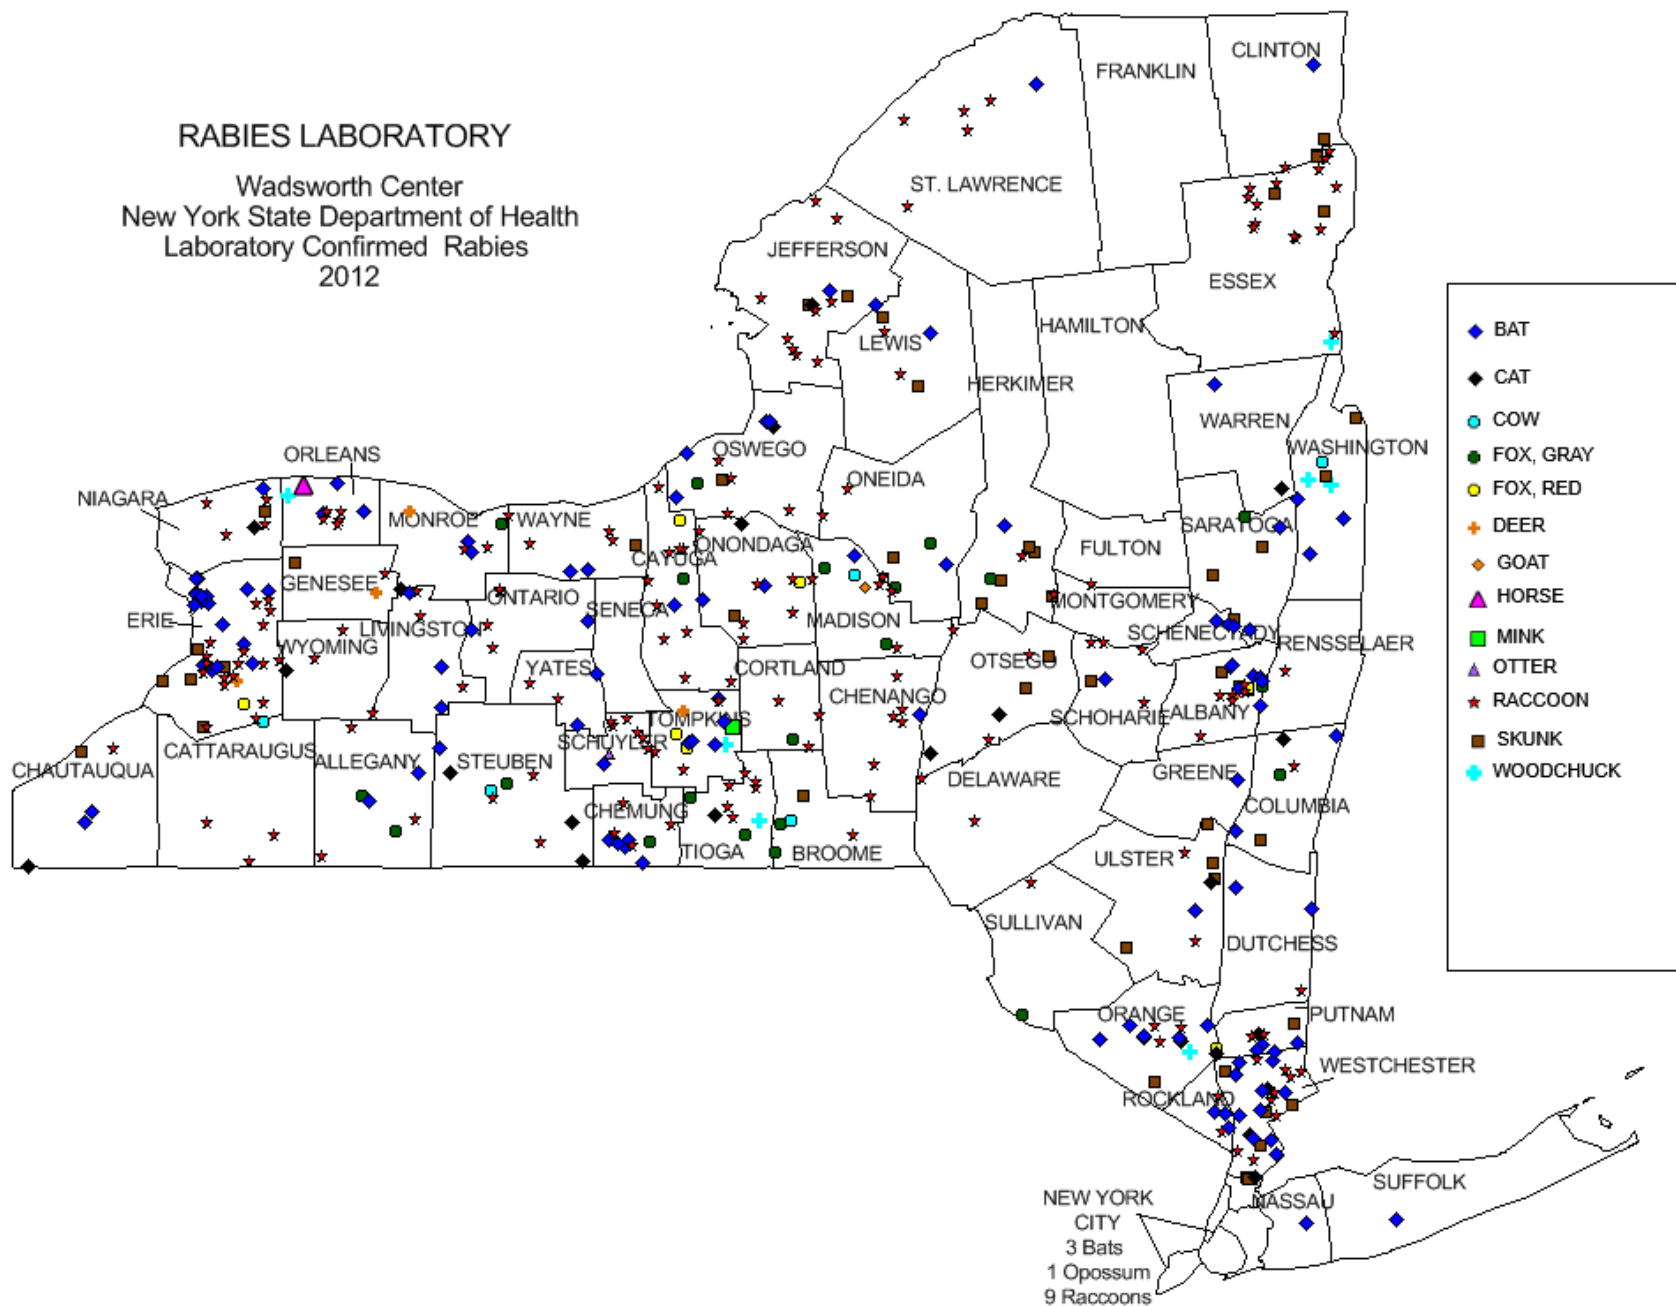 RABIES LABORATORY
Wadsworth Center
New York State Department of Health
Laboratory Confirmed  Rabies
2012
CLINTON
FRANKLIN
ST. LAWRENCE
JEFFERSON
ESSEX
HAMILTON
LEWIS
HERKIMER
WARREN
WASHINGTON
OSWEGO
ORLEANS
ONEIDA
NIAGARA
MONROE
WAYNE
SARATOGA
ONONDAGA
CAYUGA
FULTON
GENESEE
ONTARIO
SENECA
MONTGOMERY
ERIE
LIVINGSTON
MADISON
SCHENECTADY
RENSSELAER
WYOMING
YATES
CORTLAND
OTSEGO
CHENANGO
TOMPKINS
SCHOHARIE
ALBANY
CATTARAUGUS
SCHUYLER
CHAUTAUQUA
ALLEGANY
STEUBEN
DELAWARE
GREENE
CHEMUNG
COLUMBIA
TIOGA
BROOME
ULSTER
SULLIVAN
DUTCHESS
ORANGE
PUTNAM
WESTCHESTER
ROCKLAND
SUFFOLK
NASSAU
NEW YORK
CITY
3 Bats
1 Opossum
9 Raccoons
BAT
CAT
COW
FOX, GRAY
FOX, RED
DEER
GOAT
HORSE
MINK
OTTER
RACCOON
SKUNK
WOODCHUCK